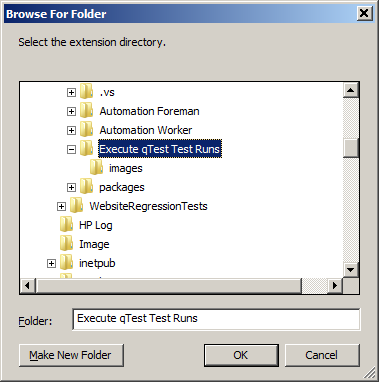 Browse For Folder
Select the extension directory.
.vs
Automation Foreman
Automation Worker
Execute qTest Test Runs
images
packages
WebsiteRegressionTests
HP Log
Image
inetpub
Folder: Execute qTest Test Runs
Make New Folder OK Cancel